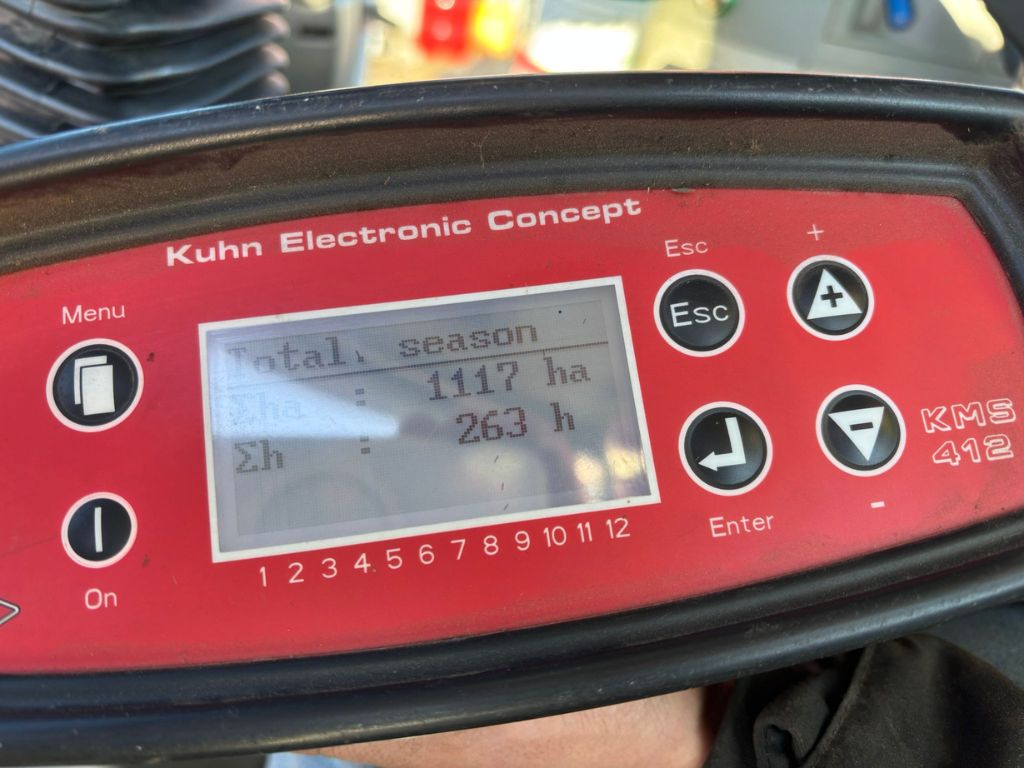 Kuhn Electronic Concept
Menu
Esc
+
Esc
+
Total season
Σha : 1117 ha
Σh : 263 h
-
KMS
412
1 2 3 4 5 6 7 8 9 10 11 12
Enter
-
On